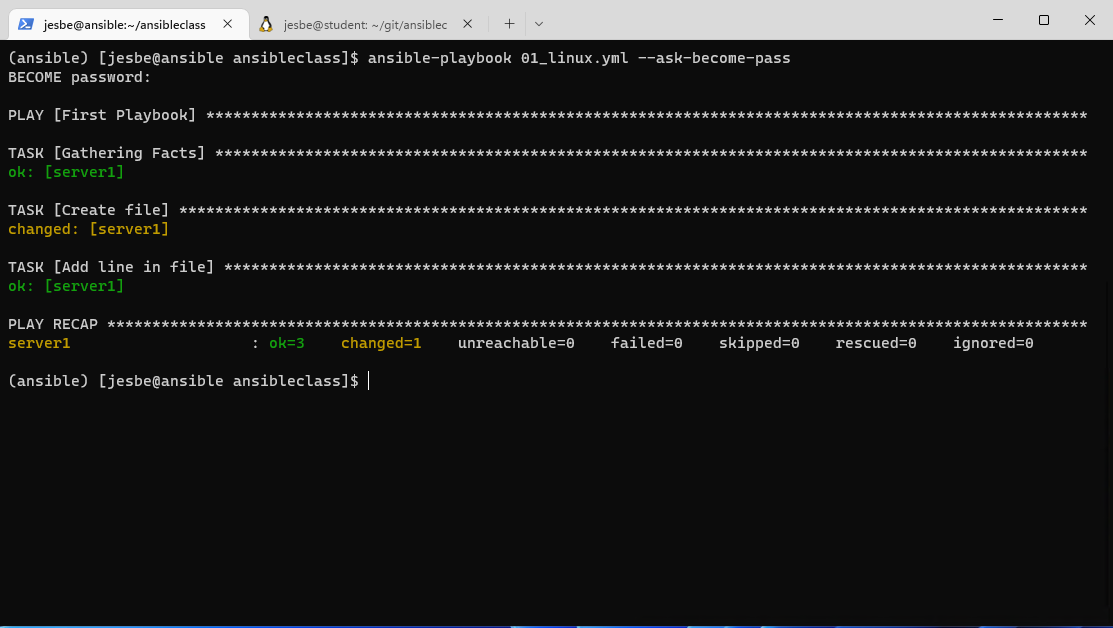 jesbe@ansible:~/ansibleclass
jesbe@student: ~/git/ansiblec
(ansible) [jesbe@ansible ansibleclass]$ ansible-playbook 01_linux.yml --ask-become-pass
BECOME password:
PLAY [First Playbook] **************************************************************************************************
TASK [Gathering Facts] *************************************************************************************************
ok: [server1]
TASK [Create file] *****************************************************************************************************
changed: [server1]
TASK [Add line in file] ************************************************************************************************
ok: [server1]
PLAY RECAP *************************************************************************************************************
server1                    : ok=3    changed=1    unreachable=0    failed=0    skipped=0    rescued=0    ignored=0
(ansible) [jesbe@ansible ansibleclass]$